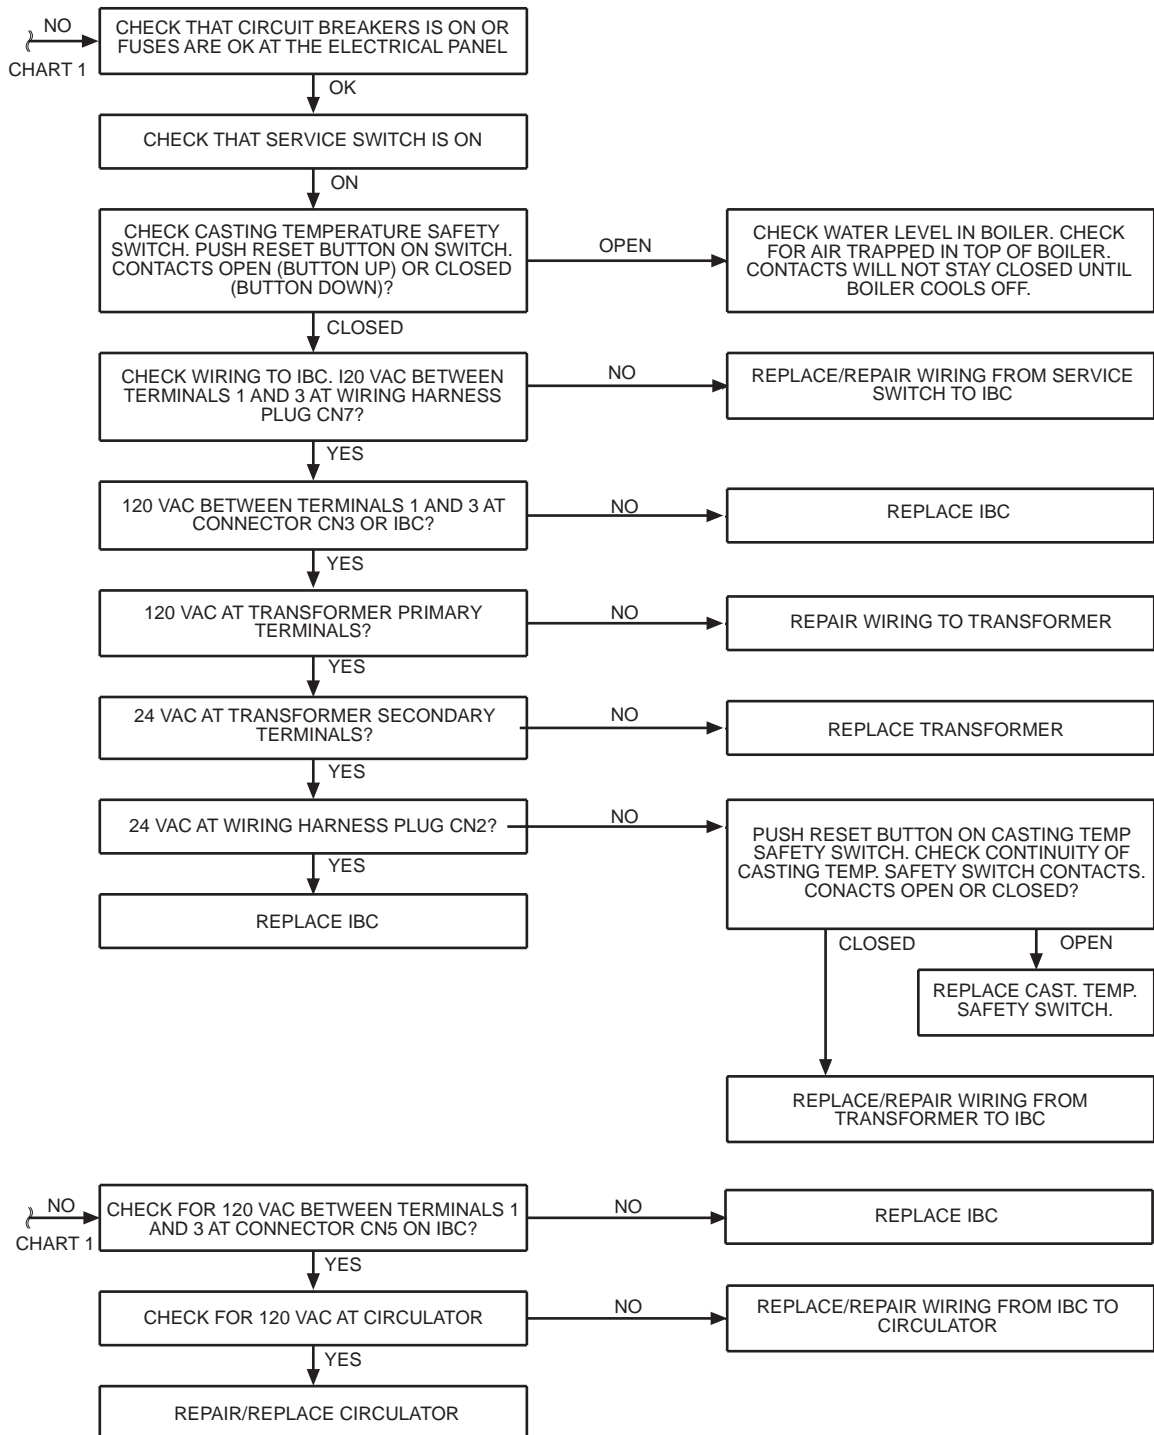 NO
CHART 1
CHECK THAT CIRCUIT BREAKERS IS ON OR
FUSES ARE OK AT THE ELECTRICAL PANEL
OK
CHECK THAT SERVICE SWITCH IS ON
ON
CHECK CASTING TEMPERATURE SAFETY
SWITCH. PUSH RESET BUTTON ON SWITCH.
CONTACTS OPEN (BUTTON UP) OR CLOSED
(BUTTON DOWN)?
OPEN
CHECK WATER LEVEL IN BOILER. CHECK
FOR AIR TRAPPED IN TOP OF BOILER.
CONTACTS WILL NOT STAY CLOSED UNTIL
BOILER COOLS OFF.
CLOSED
CHECK WIRING TO IBC. I20 VAC BETWEEN
TERMINALS 1 AND 3 AT WIRING HARNESS
PLUG CN7?
NO
REPLACE/REPAIR WIRING FROM SERVICE
SWITCH TO IBC
YES
120 VAC BETWEEN TERMINALS 1 AND 3 AT
CONNECTOR CN3 OR IBC?
NO
REPLACE IBC
YES
120 VAC AT TRANSFORMER PRIMARY
TERMINALS?
NO
REPAIR WIRING TO TRANSFORMER
YES
24 VAC AT TRANSFORMER SECONDARY
TERMINALS?
NO
REPLACE TRANSFORMER
YES
24 VAC AT WIRING HARNESS PLUG CN2?
NO
PUSH RESET BUTTON ON CASTING TEMP
SAFETY SWITCH. CHECK CONTINUITY OF
CASTING TEMP. SAFETY SWITCH CONTACTS.
CONACTS OPEN OR CLOSED?
YES
REPLACE IBC
CLOSED
OPEN
REPLACE CAST. TEMP.
SAFETY SWITCH.
REPLACE/REPAIR WIRING FROM
TRANSFORMER TO IBC
NO
CHART 1
CHECK FOR 120 VAC BETWEEN TERMINALS 1
AND 3 AT CONNECTOR CN5 ON IBC?
NO
REPLACE IBC
YES
CHECK FOR 120 VAC AT CIRCULATOR
NO
REPLACE/REPAIR WIRING FROM IBC TO
CIRCULATOR
YES
REPAIR/REPLACE CIRCULATOR